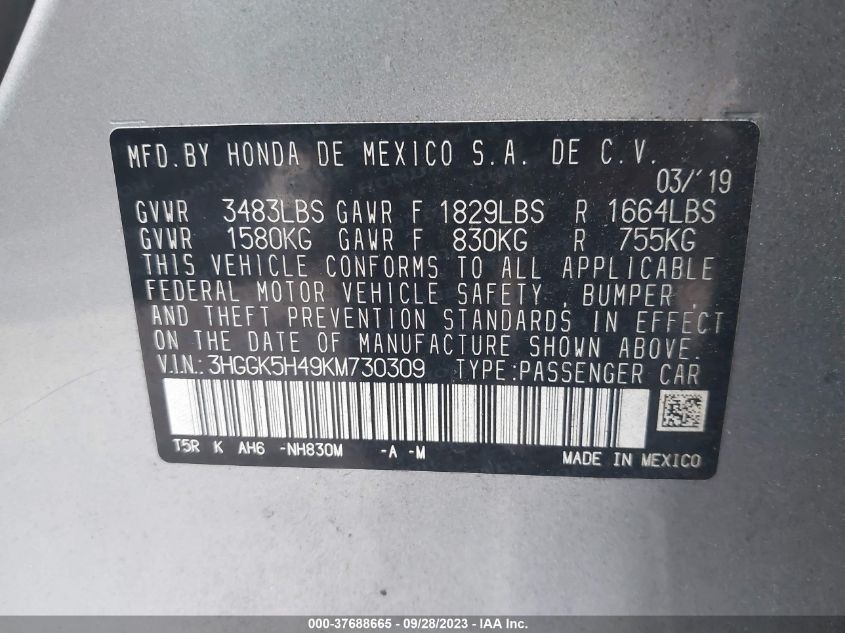 MFD.BY HONDA DE MEXICO S.A. DE C.V.
03/'19
GVWR 3483LBS GAWR F 1829LBS R 1664LBS
GVWR 1580KG GAWR F 830KG R 755KG
THIS VEHICLE CONFORMS TO ALL APPLICABLE
FEDERAL MOTOR VEHICLE SAFETY , BUMPER ,
AND THEFT PREVENTION STANDARDS IN EFFECT
ON THE DATE OF MANUFACTURE SHOWN ABOVE.
V.I.N.: 3HGGK5H49KM730309 TYPE:PASSENGER CAR
T5R K AH6 -NH830M -A -M MADE IN MEXICO
000-37688665 - 09/28/2023 - IAA Inc.